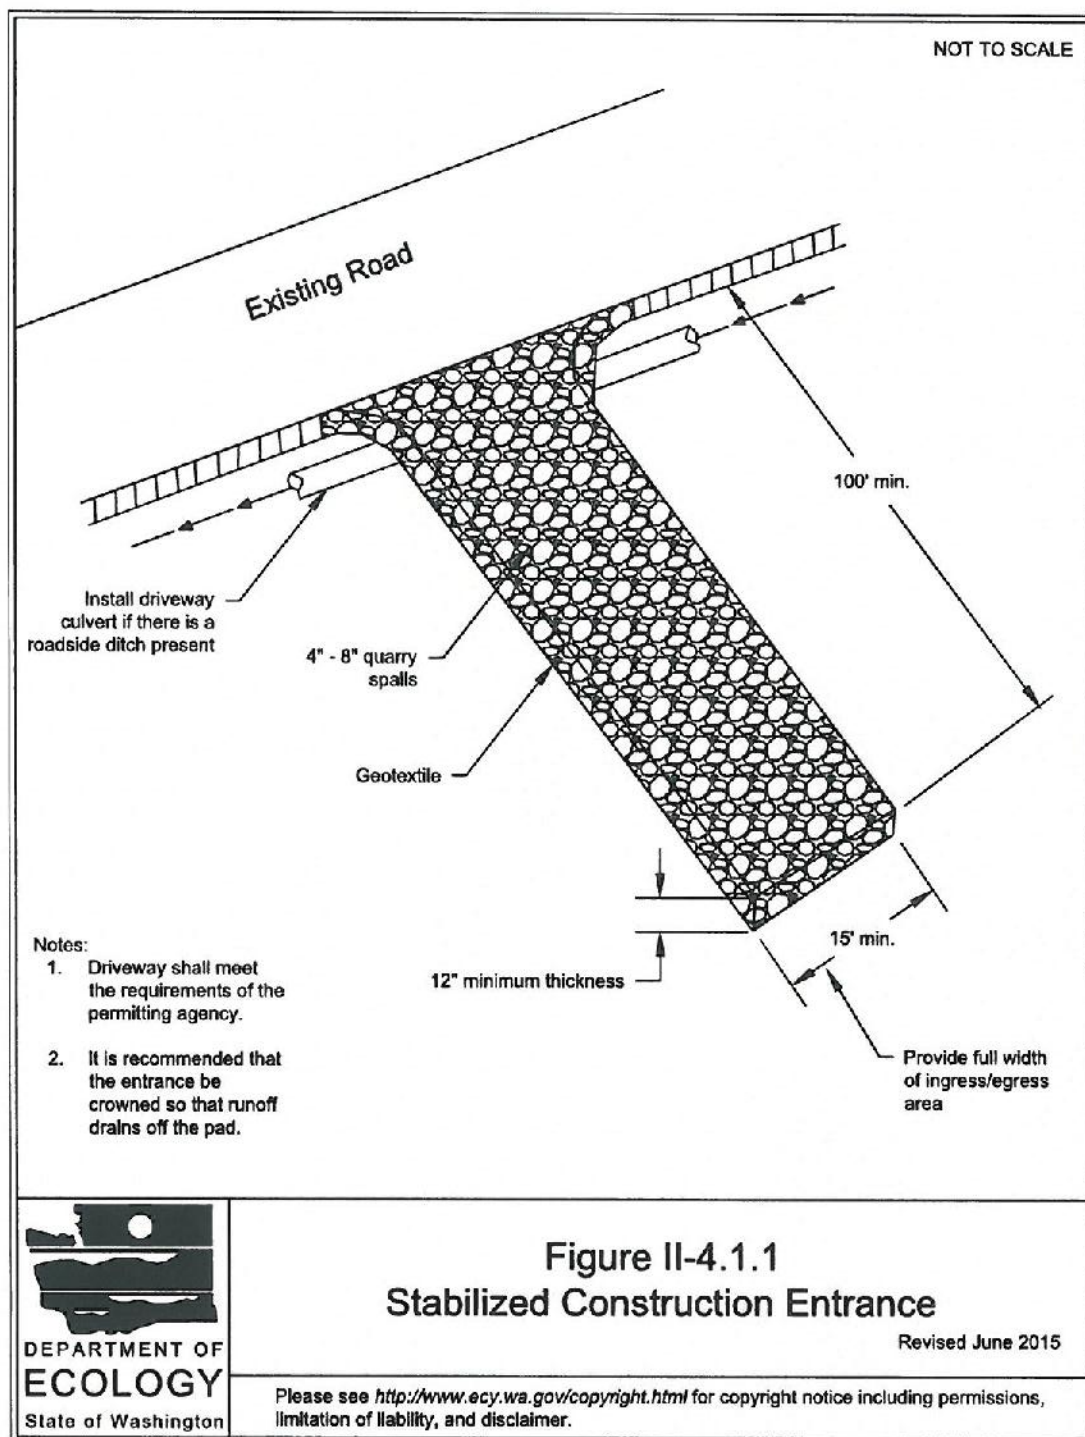 NOT TO SCALE
Existing Road
100' min.
Install driveway
culvert if there is a
roadside ditch present
4" - 8" quarry
spalls
Geotextile
15' min.
12" minimum thickness
Provide full width
of ingress/egress
area
Notes:
1. Driveway shall meet
the requirements of the
permitting agency.
2. It is recommended that
the entrance be
crowned so that runoff
drains off the pad.
DEPARTMENT OF
ECOLOGY
State of Washington
Figure II-4.1.1
Stabilized Construction Entrance
Revised June 2015
Please see http://www.ecy.wa.gov/copyright.html for copyright notice including permissions,
limitation of liability, and disclaimer.